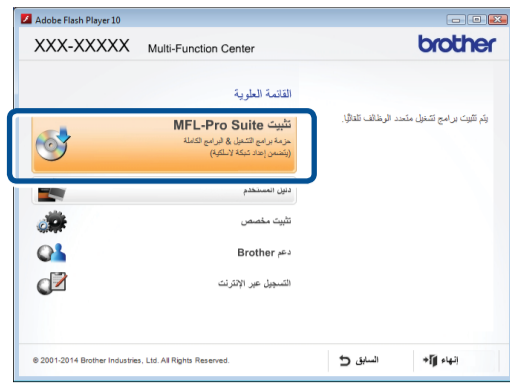 Adobe Flash Player 10
XXX-XXXXX Multi-Function Center
brother
القائمة العلوية
تثبيت MFL-Pro Suite
حزمة برامج التشغيل & البرامج الكاملة
(يتضمن إعداد شبكة لاسلكية)
يتم تثبيت برامج تشغيل متعدد الوظائف تلقائيًا.
دليل المستخدم
تثبيت مخصص
دعم Brother
التسجيل عبر الإنترنت
© 2001-2014 Brother Industries, Ltd. All Rights Reserved.
السابق
إنهاء